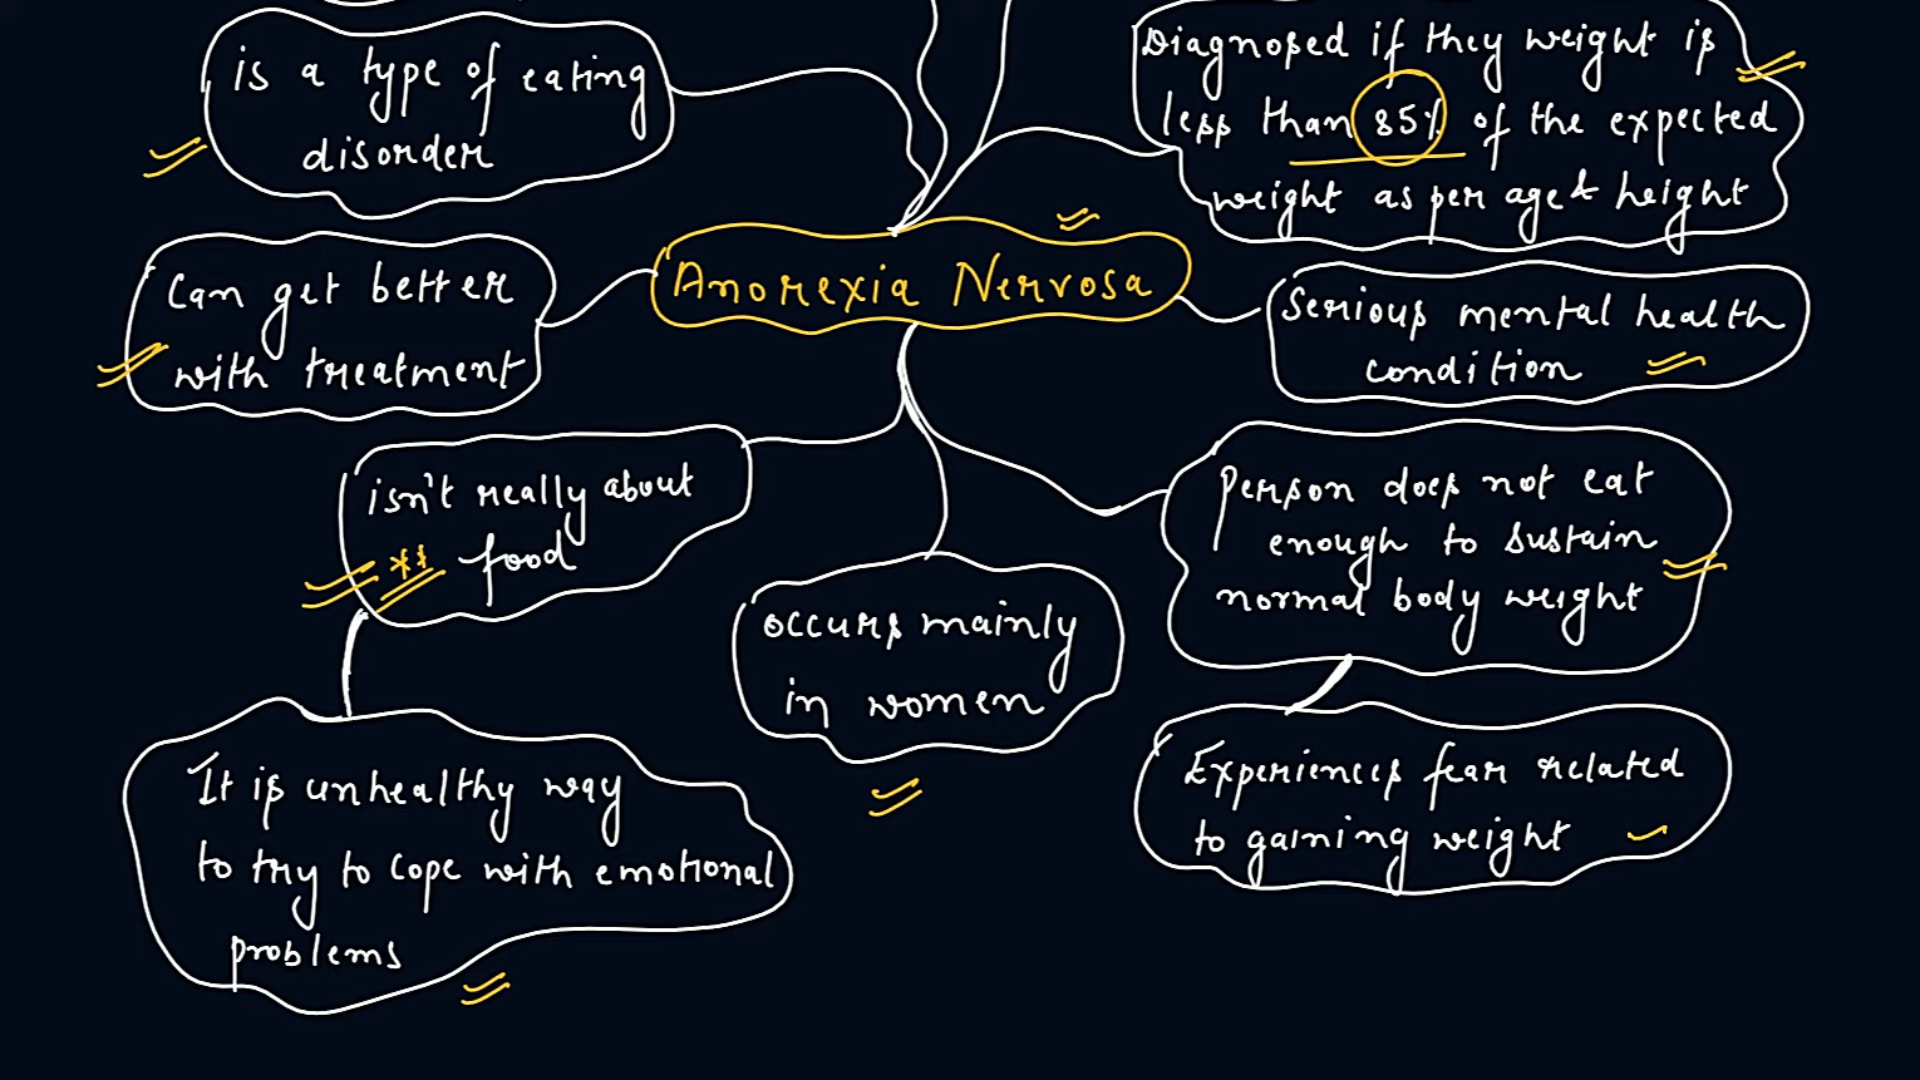 is a type of eating
disorder
Diagnosed if they weight is
less than 85% of the expected
weight as per age & height
Anorexia Nervosa
can get better
with treatment
Serious mental health
condition
isn't really about
** food
person does not eat
enough to sustain
normal body weight
occurs mainly
in women
It is unhealthy way
to try to cope with emotional
problems
Experiences fear related
to gaining weight